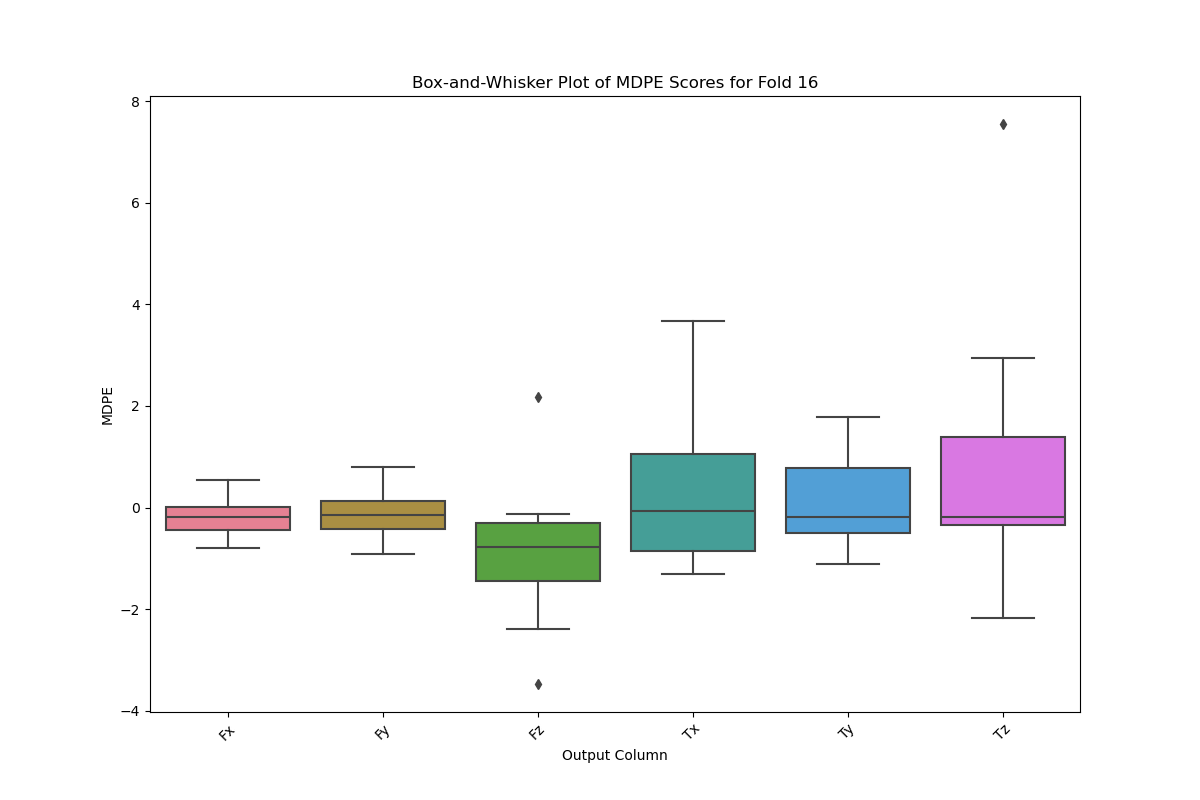 Box-and-Whisker Plot of MDPE Scores for Fold 16
8
6
4
2
0
−2
−4
MDPE
Fx
Fy
Fz
Tx
Ty
Tz
Output Column